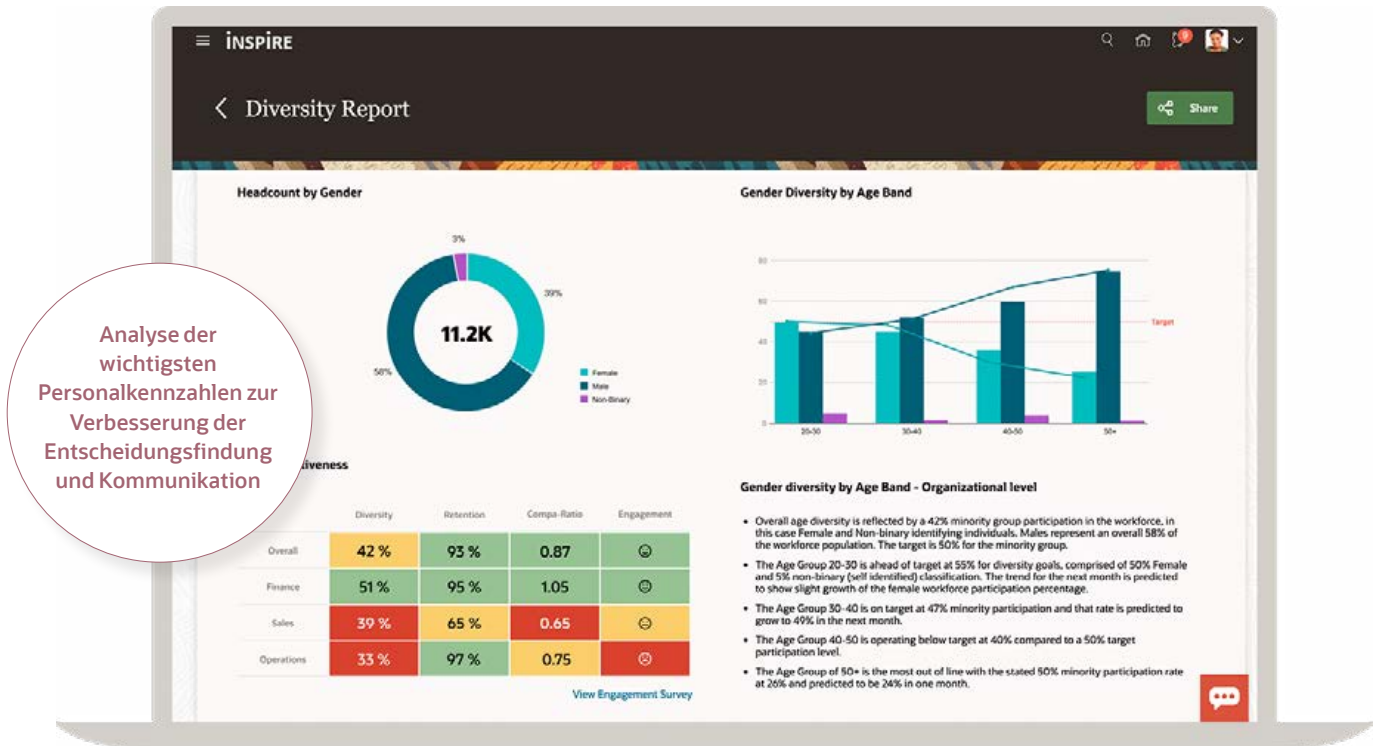 iNSPiRE
9
Diversity Report
Share
Headcount by Gender
3%
39%
11.2K
58%
Female
Male
Non-Binary
Gender Diversity by Age Band
80
60
40
20
0
Target
20-30
30-40
40-50
50+
Analyse der
wichtigsten
Personalkennzahlen zur
Verbesserung der
Entscheidungsfindung
und Kommunikation
tiveness
Diversity Retention Compa-Ratio Engagement
Overall 42 % 93 % 0.87
Finance 51 % 95 % 1.05
Sales 39 % 65 % 0.65
Operations 33 % 97 % 0.75
View Engagement Survey
Gender diversity by Age Band - Organizational level
• Overall age diversity is reflected by a 42% minority group participation in the workforce, in
this case Female and Non-binary identifying individuals. Males represent an overall 58% of
the workforce population. The target is 50% for the minority group.
• The Age Group 20-30 is ahead of target at 55% for diversity goals, comprised of 50% Female
and 5% non-binary (self identified) classification. The trend for the next month is predicted
to show slight growth of the female workforce participation percentage.
• The Age Group 30-40 is on target at 47% minority participation and that rate is predicted to
grow to 49% in the next month.
• The Age Group 40-50 is operating below target at 40% compared to a 50% target
participation level.
• The Age Group of 50+ is the most out of line with the stated 50% minority participation rate
at 26% and predicted to be 24% in one month.